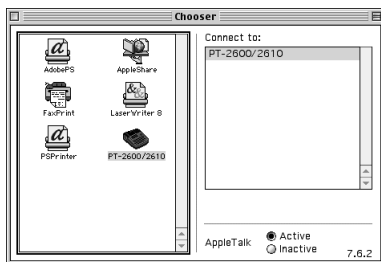 Chooser
AdobePS
AppleShare
FaxPrint
LaserWriter 8
PSPrinter
PT-2600/2610
Connect to:
PT-2600/2610
AppleTalk
Active
Inactive
7.6.2